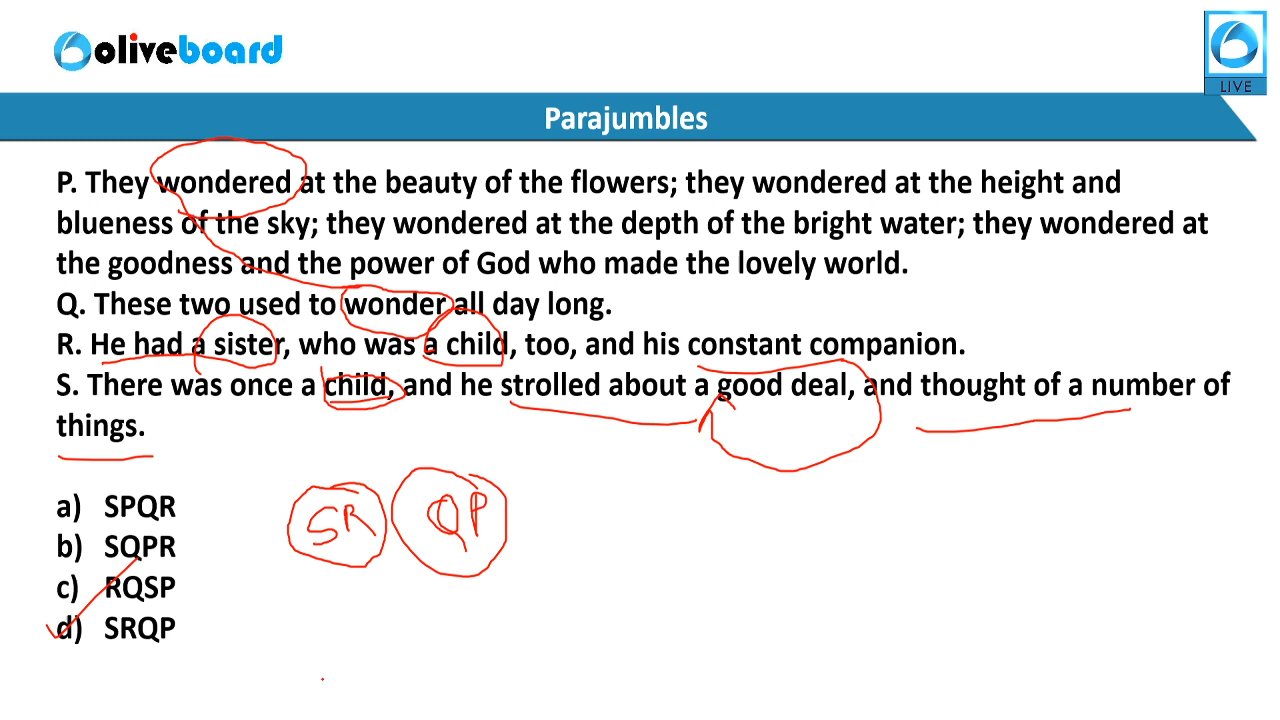 oliveboard
LIVE
Parajumbles
P. They wondered at the beauty of the flowers; they wondered at the height and
blueness of the sky; they wondered at the depth of the bright water; they wondered at
the goodness and the power of God who made the lovely world.
Q. These two used to wonder all day long.
R. He had a sister, who was a child, too, and his constant companion.
S. There was once a child, and he strolled about a good deal, and thought of a number of
things.
a) SPQR
b) SQPR
c) RQSP
d) SRQP
SR QP